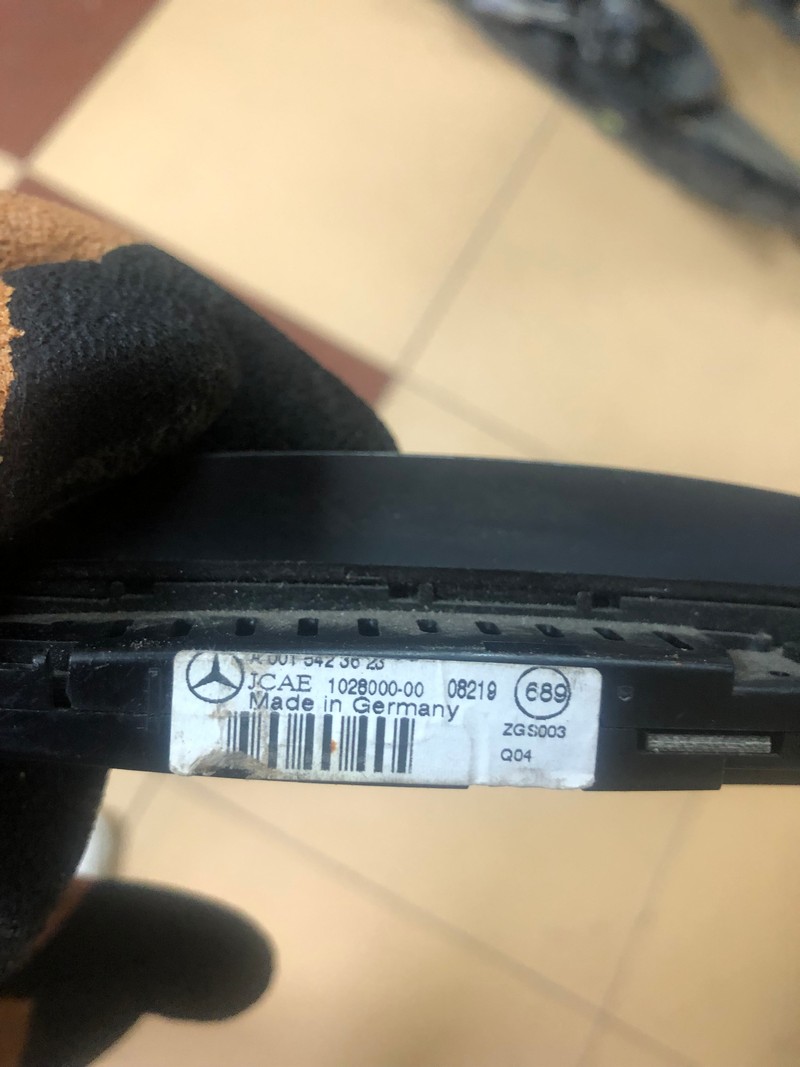 A 001 542 36 23
JCAE 1028000-00 08219 689
Made in Germany
ZGS003
Q04